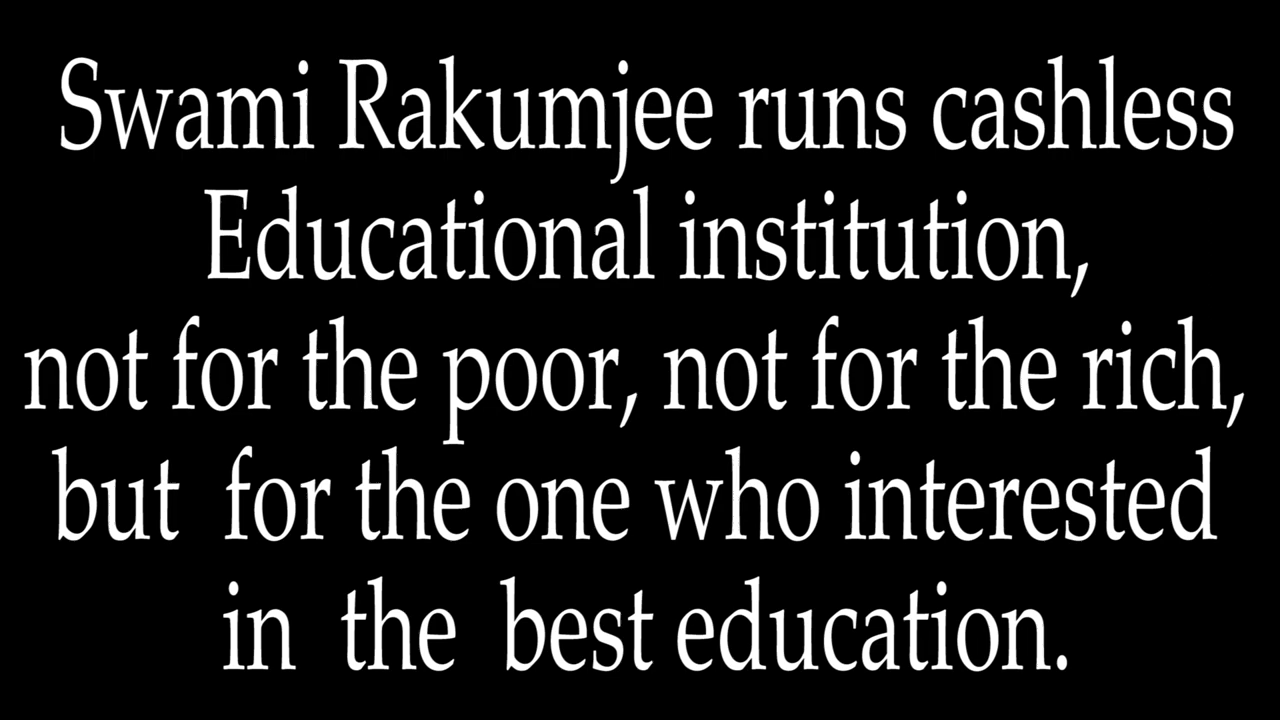 Swami Rakumjee runs cashless
Educational institution,
not for the poor, not for the rich,
but for the one who interested
in the best education.